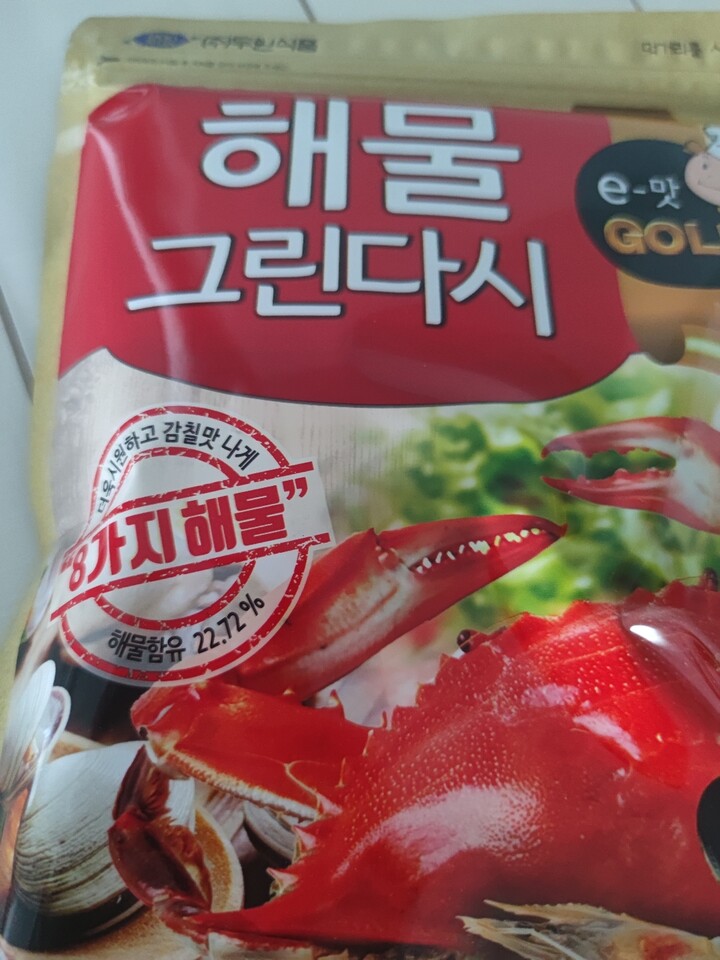 해물
그린다시
e-맛
GOL
더욱시원하고 감칠맛 나게
"8가지 해물"
해물함유 22.72%